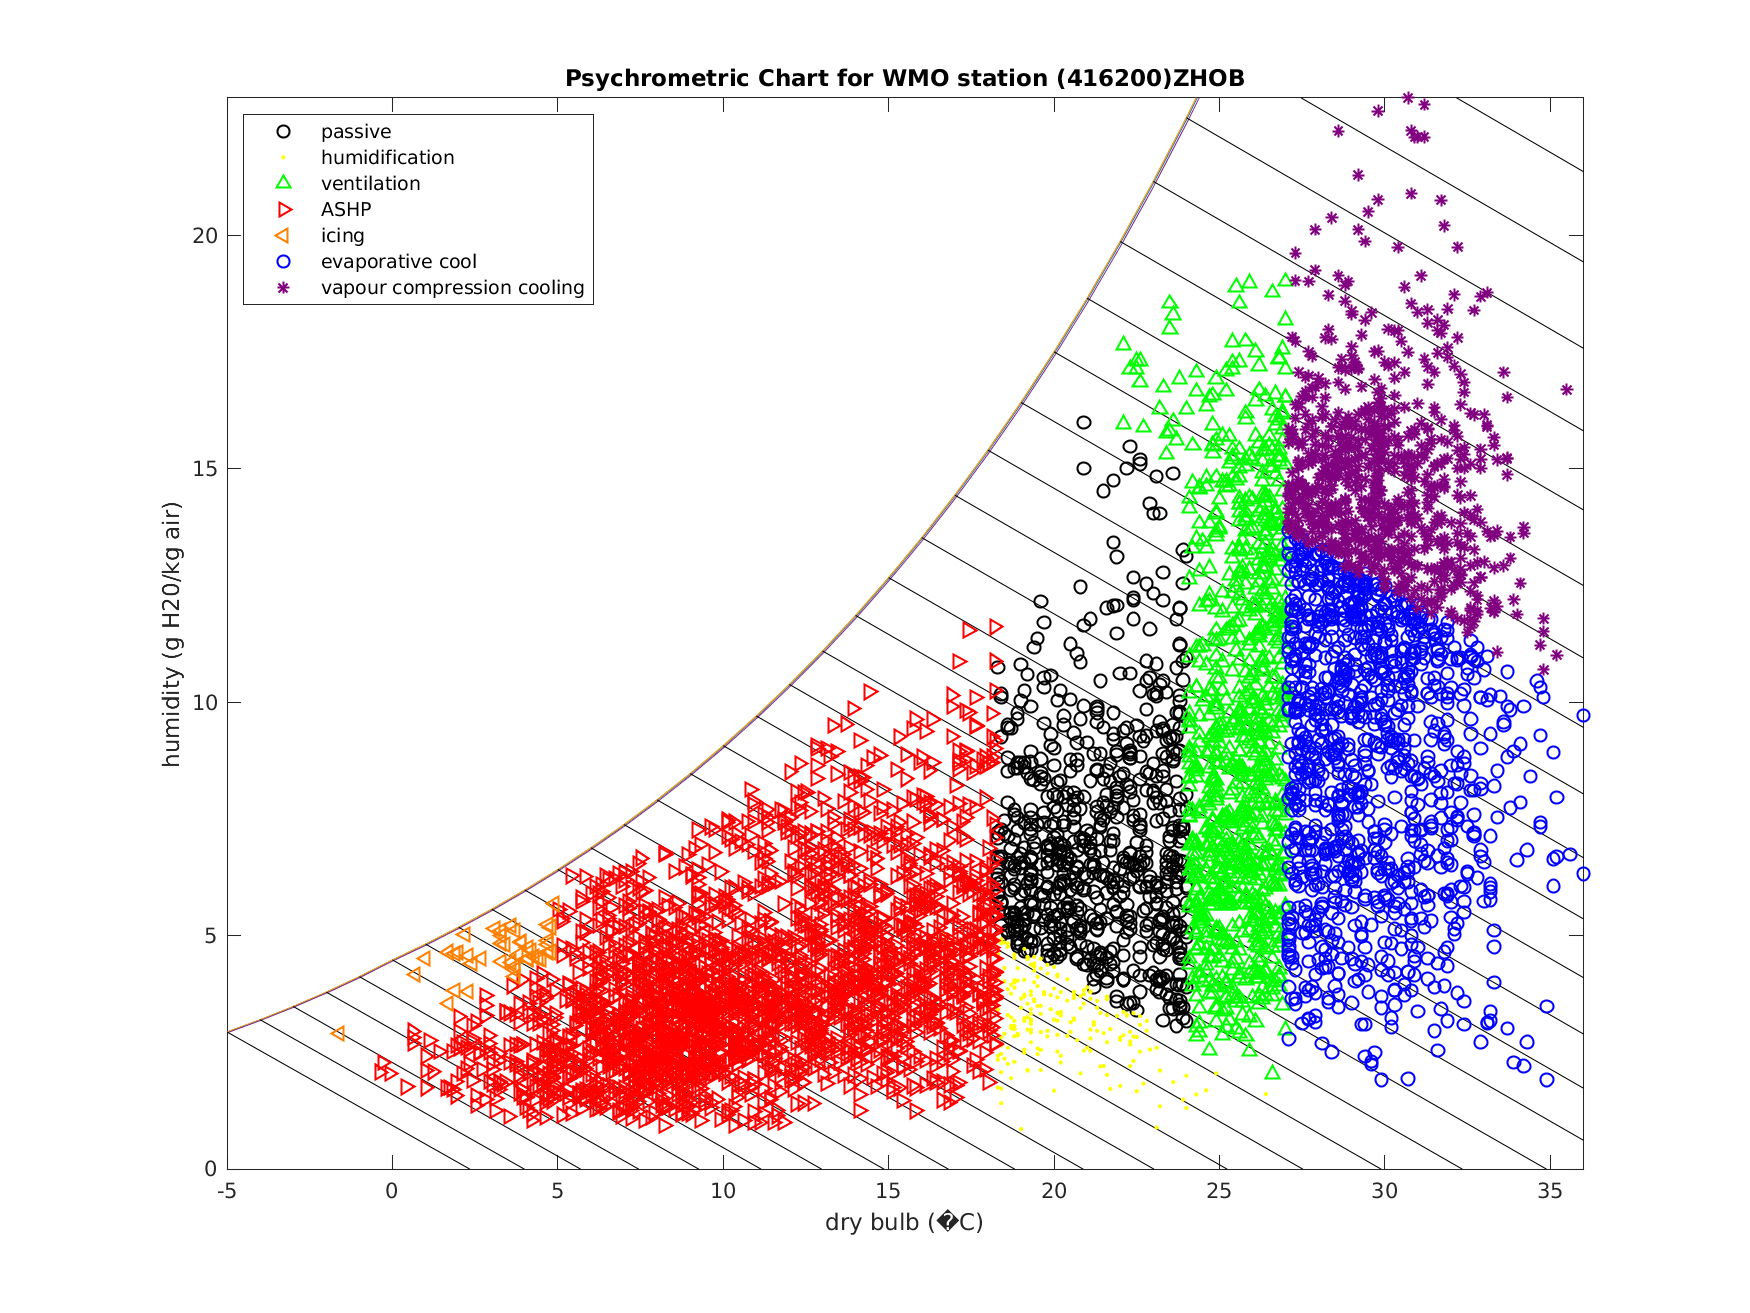 Psychrometric Chart for WMO station (416200)ZHOB
passive
humidification
ventilation
ASHP
icing
evaporative cool
vapour compression cooling
humidity (g H20/kg air)
20
15
10
5
0
-5 0 5 10 15 20 25 30 35
dry bulb (�C)